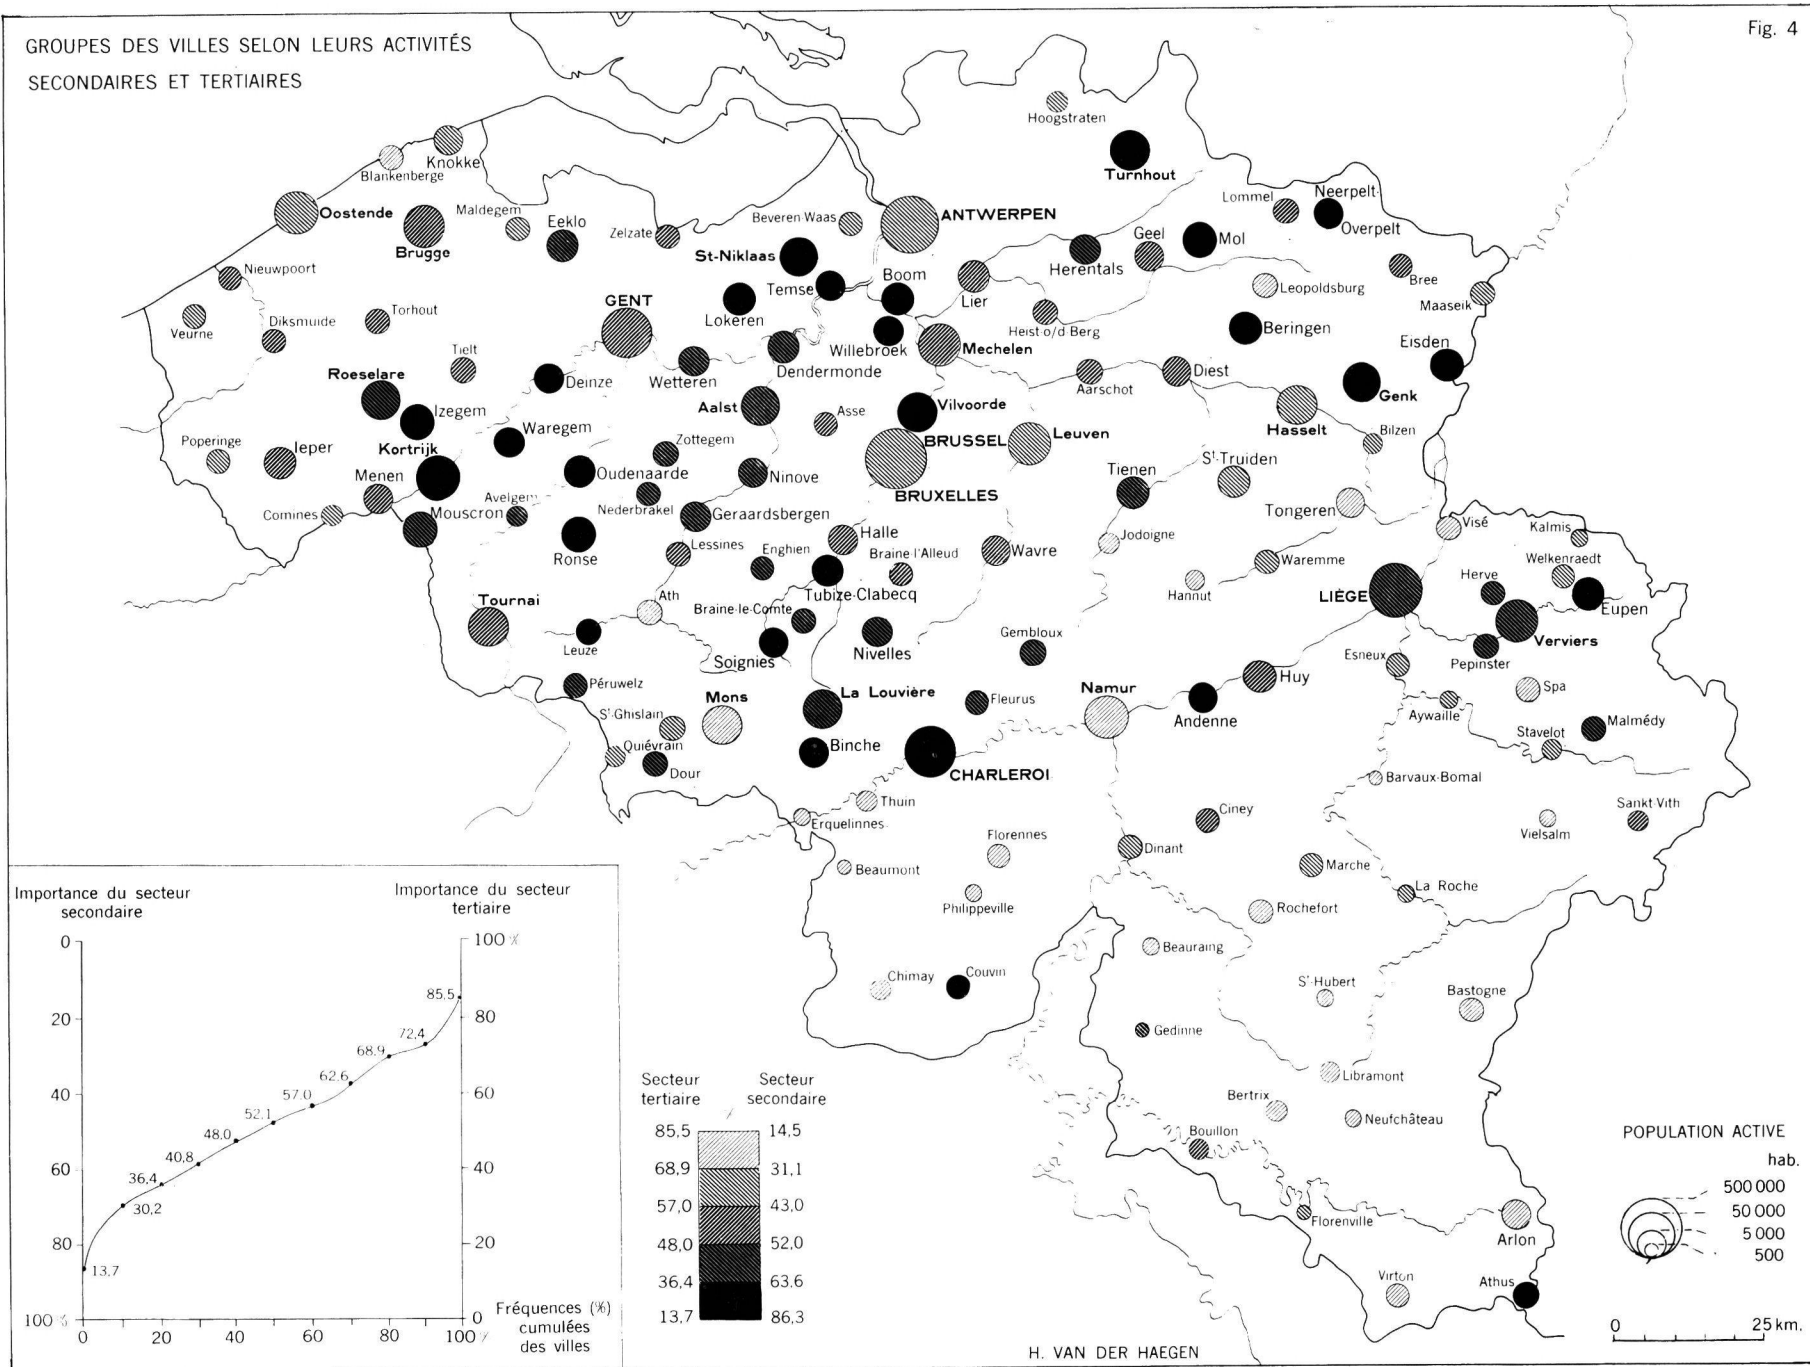 Fig. 4
GROUPES DES VILLES SELON LEURS ACTIVITÉS
SECONDAIRES ET TERTIAIRES
Hoogstraten
Turnhout
Knokke
Blankenberge
Oostende
Brugge
Maldegem
Eeklo
Zelzate
Beveren-Waas
ANTWERPEN
Lommel
Neerpelt-
Overpelt
Mol
Geel
Herentals
St-Niklaas
Temse
Boom
Lier
Leopoldsburg
Bree
Maaseik
Nieuwpoort
Veurne
Diksmuide
Torhout
GENT
Lokeren
Willebroek
Mechelen
Heist-o/d Berg
Beringen
Eisden
Tielt
Roeselare
Izegem
Deinze
Wetteren
Dendermonde
Aarschot
Diest
Genk
Aalst
Asse
Vilvoorde
Hasselt
Bilzen
Poperinge
Ieper
Kortrijk
Waregem
Zottegem
BRUSSEL
BRUXELLES
Leuven
St-Truiden
Menen
Oudenaarde
Ninove
Tienen
Tongeren
Comines
Mouscron
Avelgem
Nederbrakel
Geraardsbergen
Halle
Jodoigne
Visé
Kalmis
Ronse
Lessines
Enghien
Braine-l'Alleud
Wavre
Waremme
Welkenraedt
Tubize-Clabecq
Hannut
LIÈGE
Herve
Eupen
Tournai
Ath
Braine-le-Comte
Verviers
Leuze
Soignies
Nivelles
Gembloux
Esneux
Pepinster
Péruwelz
Mons
La Louvière
Fleurus
Namur
Huy
Andenne
Spa
Aywaille
Malmédy
St-Ghislain
Quiévrain
Dour
Binche
CHARLEROI
Stavelot
Barvaux-Bomal
Thuin
Erquelinnes
Ciney
Vielsalm
Sankt-Vith
Florennes
Dinant
Marche
Beaumont
Philippeville
La Roche
Rochefort
Beauraing
Chimay
Couvin
St-Hubert
Bastogne
Gedinne
Libramont
Bertrix
Neufchâteau
Bouillon
Florenville
Arlon
Virton
Athus
Importance du secteur
secondaire
Importance du secteur
tertiaire
0
20
40
60
80
100 %
100 %
80
60
40
20
0
13.7
30,2
36,4
40,8
48.0
52,1
57.0
62.6
68.9
72,4
85.5
0
20
40
60
80
100 %
Fréquences (%)
cumulées
des villes
Secteur
tertiaire
%
Secteur
secondaire
85,5 14,5
68,9 31,1
57,0 43.0
48,0 52.0
36,4 63.6
13.7 86,3
POPULATION ACTIVE
hab.
500 000
50 000
5 000
500
0 25 km.
H. VAN DER HAEGEN